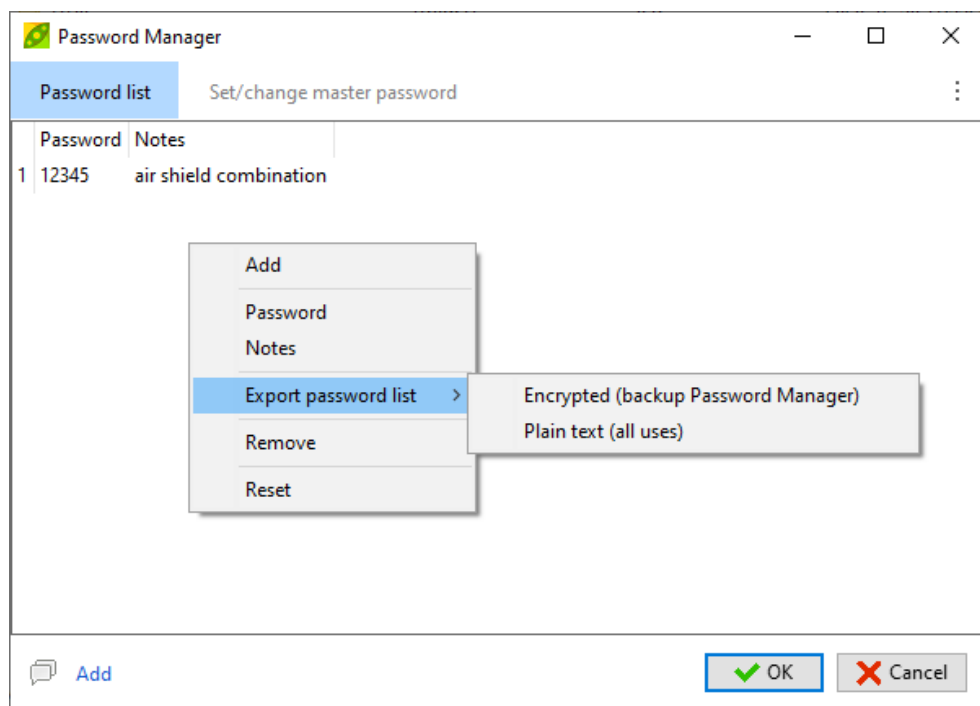 Password Manager
Password list Set/change master password
Password Notes
1 12345 air shield combination
Add
Password
Notes
Export password list
Encrypted (backup Password Manager)
Plain text (all uses)
Remove
Reset
Add OK Cancel